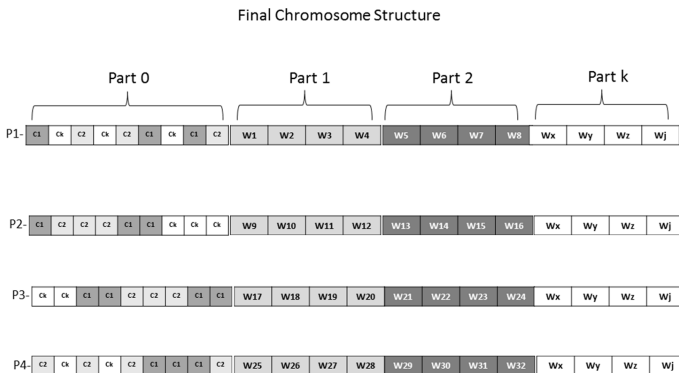 Final Chromosome Structure
Part 0 Part 1 Part 2 Part k
P1- C1 Ck C2 Ck C2 C1 Ck C1 C2 W1 W2 W3 W4 W5 W6 W7 W8 Wx Wy Wz Wj
P2- C1 C2 C2 C2 C1 C1 Ck Ck Ck W9 W10 W11 W12 W13 W14 W15 W16 Wx Wy Wz Wj
P3- Ck Ck C1 C1 C2 C2 C2 C1 C1 W17 W18 W19 W20 W21 W22 W23 W24 Wx Wy Wz Wj
P4- C2 Ck C2 Ck C2 C1 C1 C1 C2 W25 W26 W27 W28 W29 W30 W31 W32 Wx Wy Wz Wj